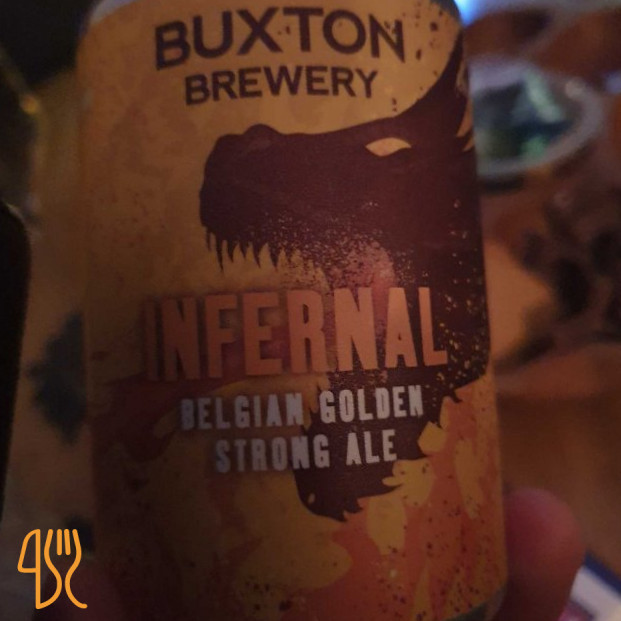 BUXTON
BREWERY
INFERNAL
BELGIAN GOLDEN
STRONG ALE